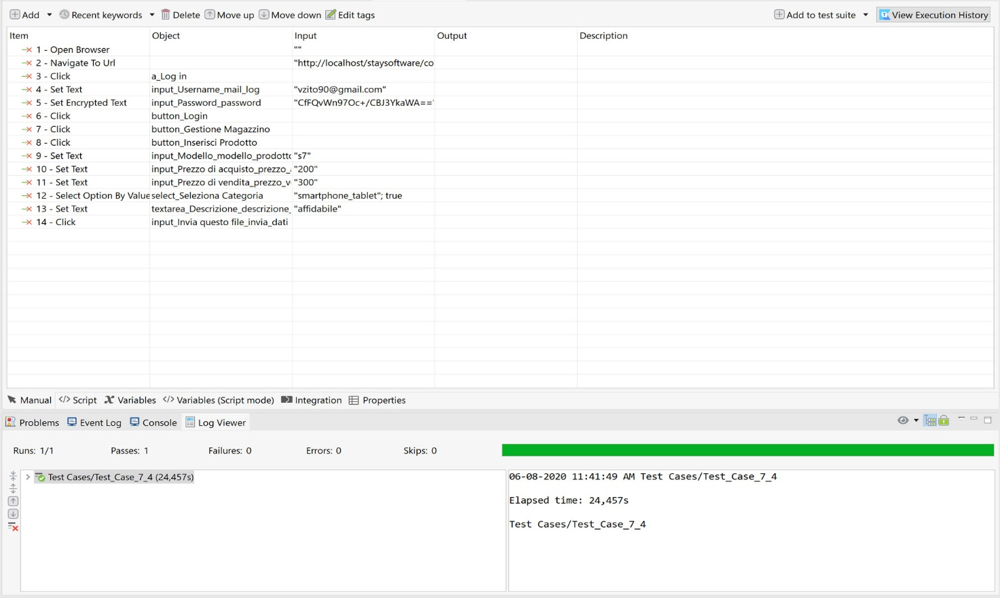 Add Recent keywords Delete Move up Move down Edit tags Add to test suite View Execution History
Item Object Input Output Description
1 - Open Browser ""
2 - Navigate To Url "http://localhost/staysoftware/co
3 - Click a_Log in
4 - Set Text input_Username_mail_log "vzito90@gmail.com"
5 - Set Encrypted Text input_Password_password "CfFQvWn97Oc+/CBJ3YkaWA=="
6 - Click button_Login
7 - Click button_Gestione Magazzino
8 - Click button_Inserisci Prodotto
9 - Set Text input_Modello_modello_prodotto "s7"
10 - Set Text input_Prezzo di acquisto_prezzo_ "200"
11 - Set Text input_Prezzo di vendita_prezzo_v "300"
12 - Select Option By Value select_Seleziona Categoria "smartphone_tablet"; true
13 - Set Text textarea_Descrizione_descrizione_ "affidabile"
14 - Click input_Invia questo file_invia_dati
Manual Script Variables Variables (Script mode) Integration Properties
Problems Event Log Console Log Viewer
Runs: 1/1 Passes: 1 Failures: 0 Errors: 0 Skips: 0
Test Cases/Test_Case_7_4 (24,457s)
06-08-2020 11:41:49 AM Test Cases/Test_Case_7_4
Elapsed time: 24,457s
Test Cases/Test_Case_7_4